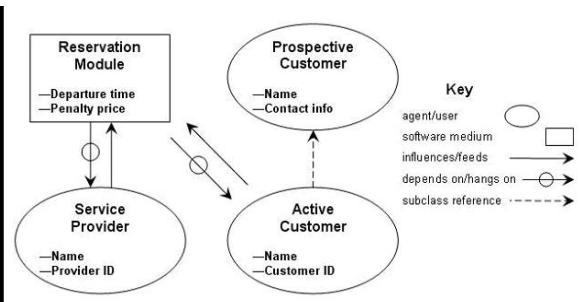 Reservation
Module
—Departure time
—Penalty price
Prospective
Customer
—Name
—Contact info
Key
agent/user
software medium
influences/feeds
depends on/hangs on
subclass reference
Service
Provider
—Name
—Provider ID
Active
Customer
—Name
—Customer ID